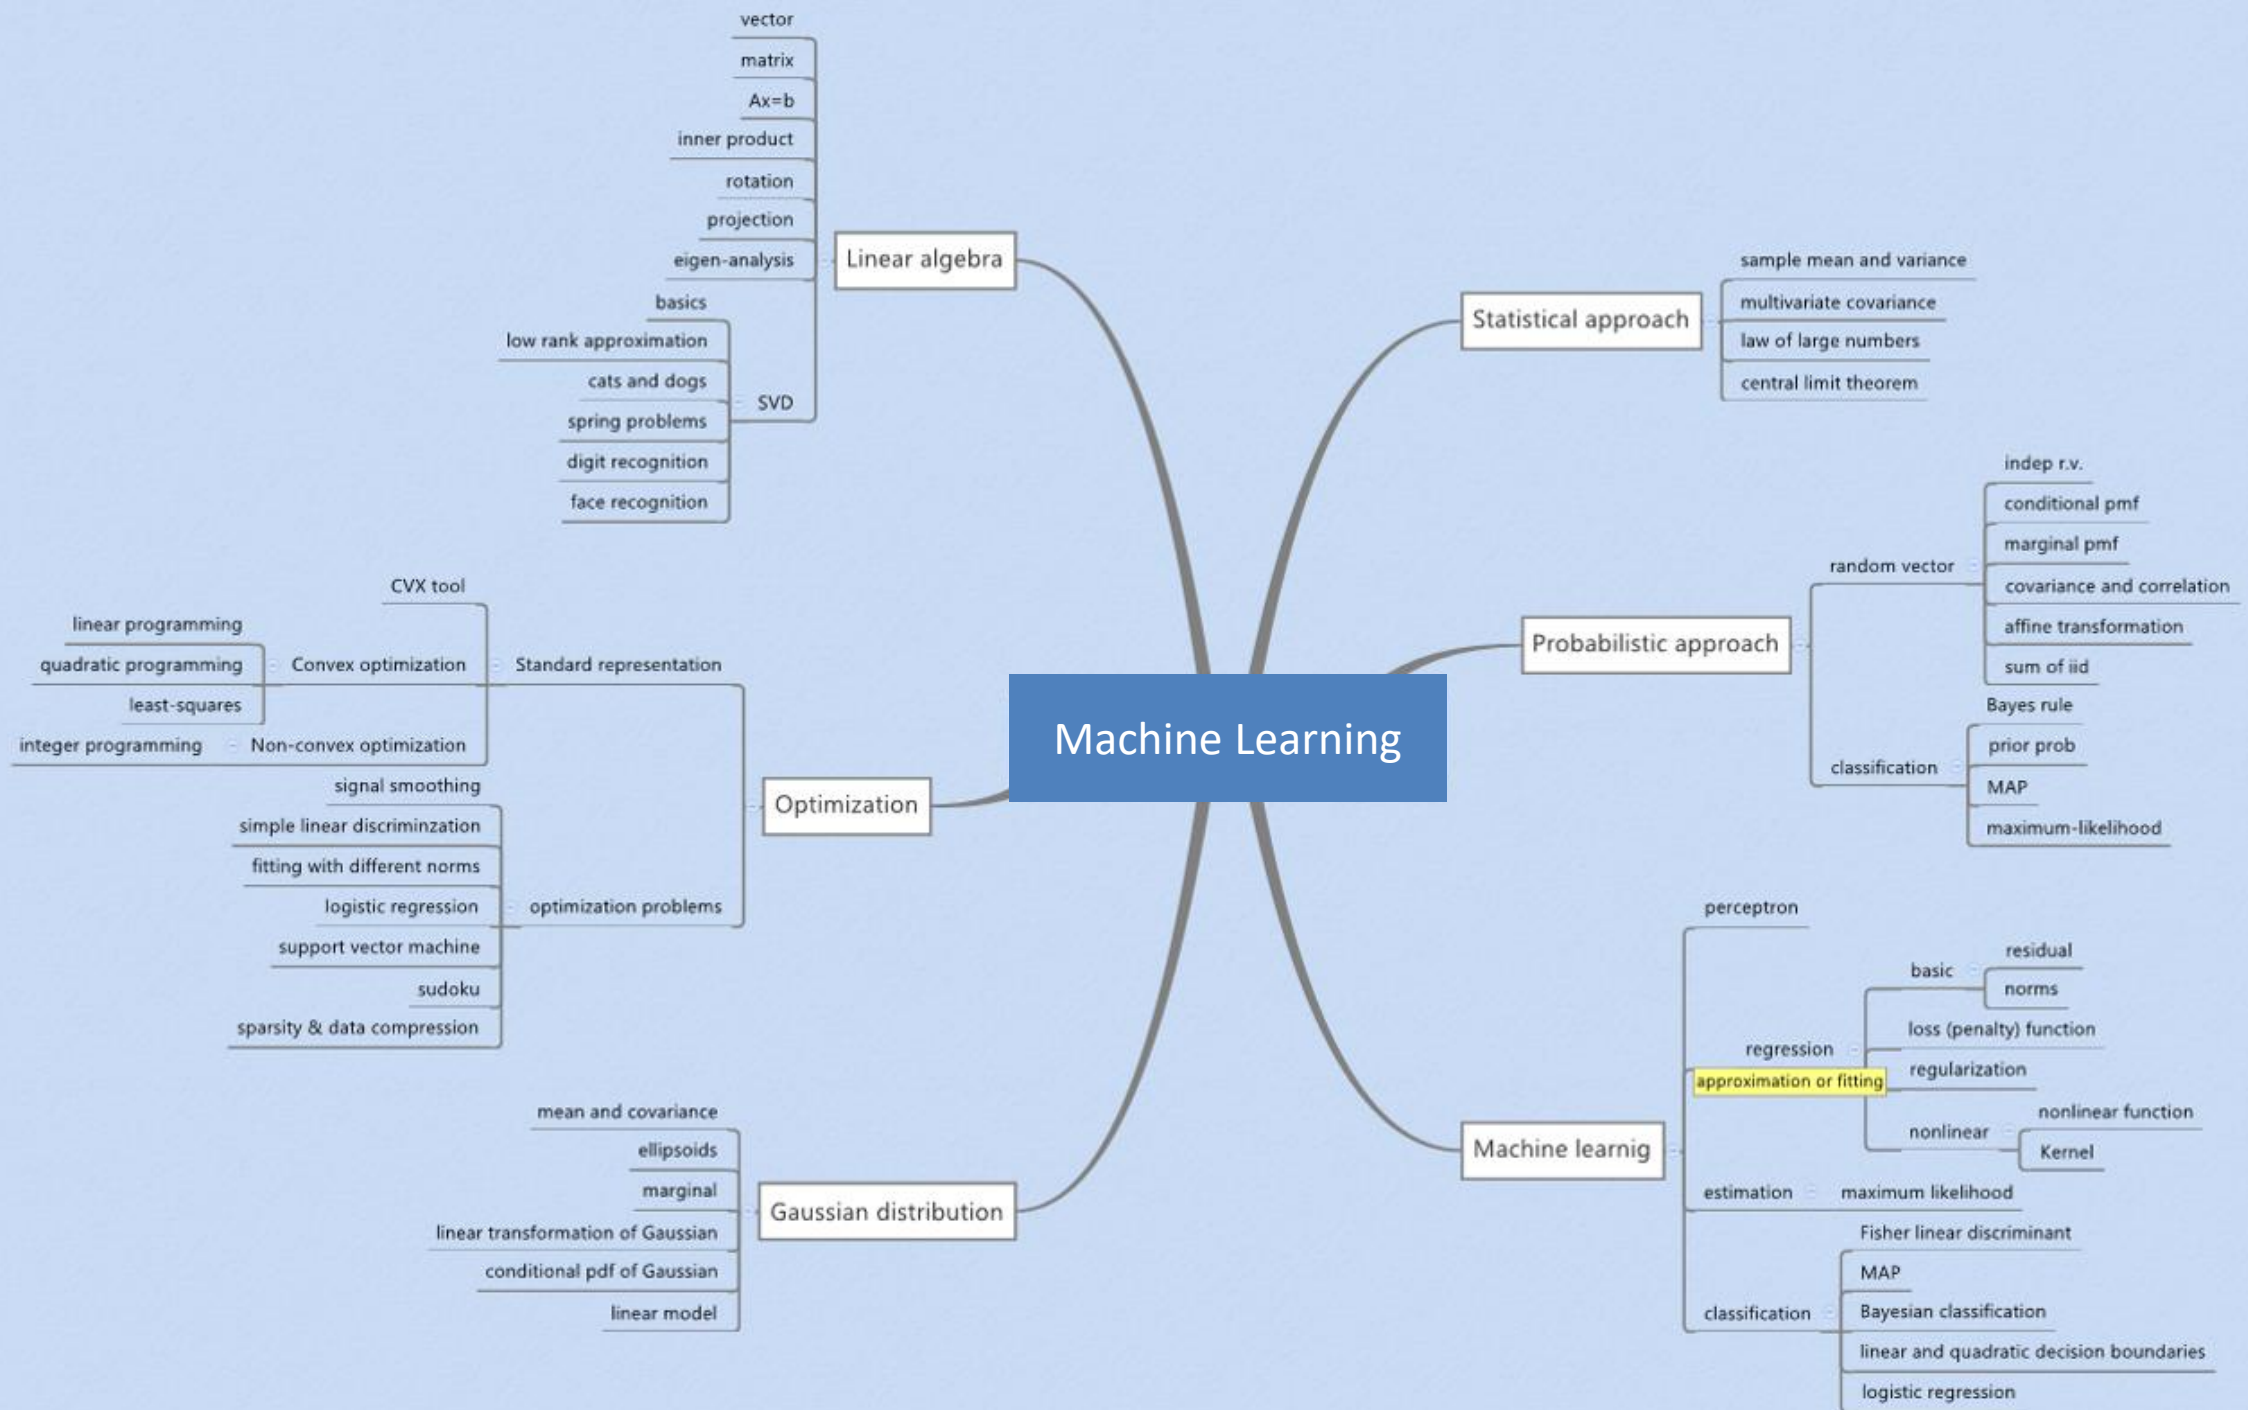 Machine Learning
Linear algebra
vector
matrix
Ax=b
inner product
rotation
projection
eigen-analysis
SVD
basics
low rank approximation
cats and dogs
spring problems
digit recognition
face recognition
Optimization
Standard representation
CVX tool
Convex optimization
linear programming
quadratic programming
least-squares
Non-convex optimization
integer programming
optimization problems
signal smoothing
simple linear discriminzation
fitting with different norms
logistic regression
support vector machine
sudoku
sparsity & data compression
Gaussian distribution
mean and covariance
ellipsoids
marginal
linear transformation of Gaussian
conditional pdf of Gaussian
linear model
Statistical approach
sample mean and variance
multivariate covariance
law of large numbers
central limit theorem
Probabilistic approach
random vector
indep r.v.
conditional pmf
marginal pmf
covariance and correlation
affine transformation
sum of iid
classification
Bayes rule
prior prob
MAP
maximum-likelihood
Machine learnig
perceptron
regression
approximation or fitting
basic
residual
norms
loss (penalty) function
regularization
nonlinear
nonlinear function
Kernel
estimation
maximum likelihood
classification
Fisher linear discriminant
MAP
Bayesian classification
linear and quadratic decision boundaries
logistic regression